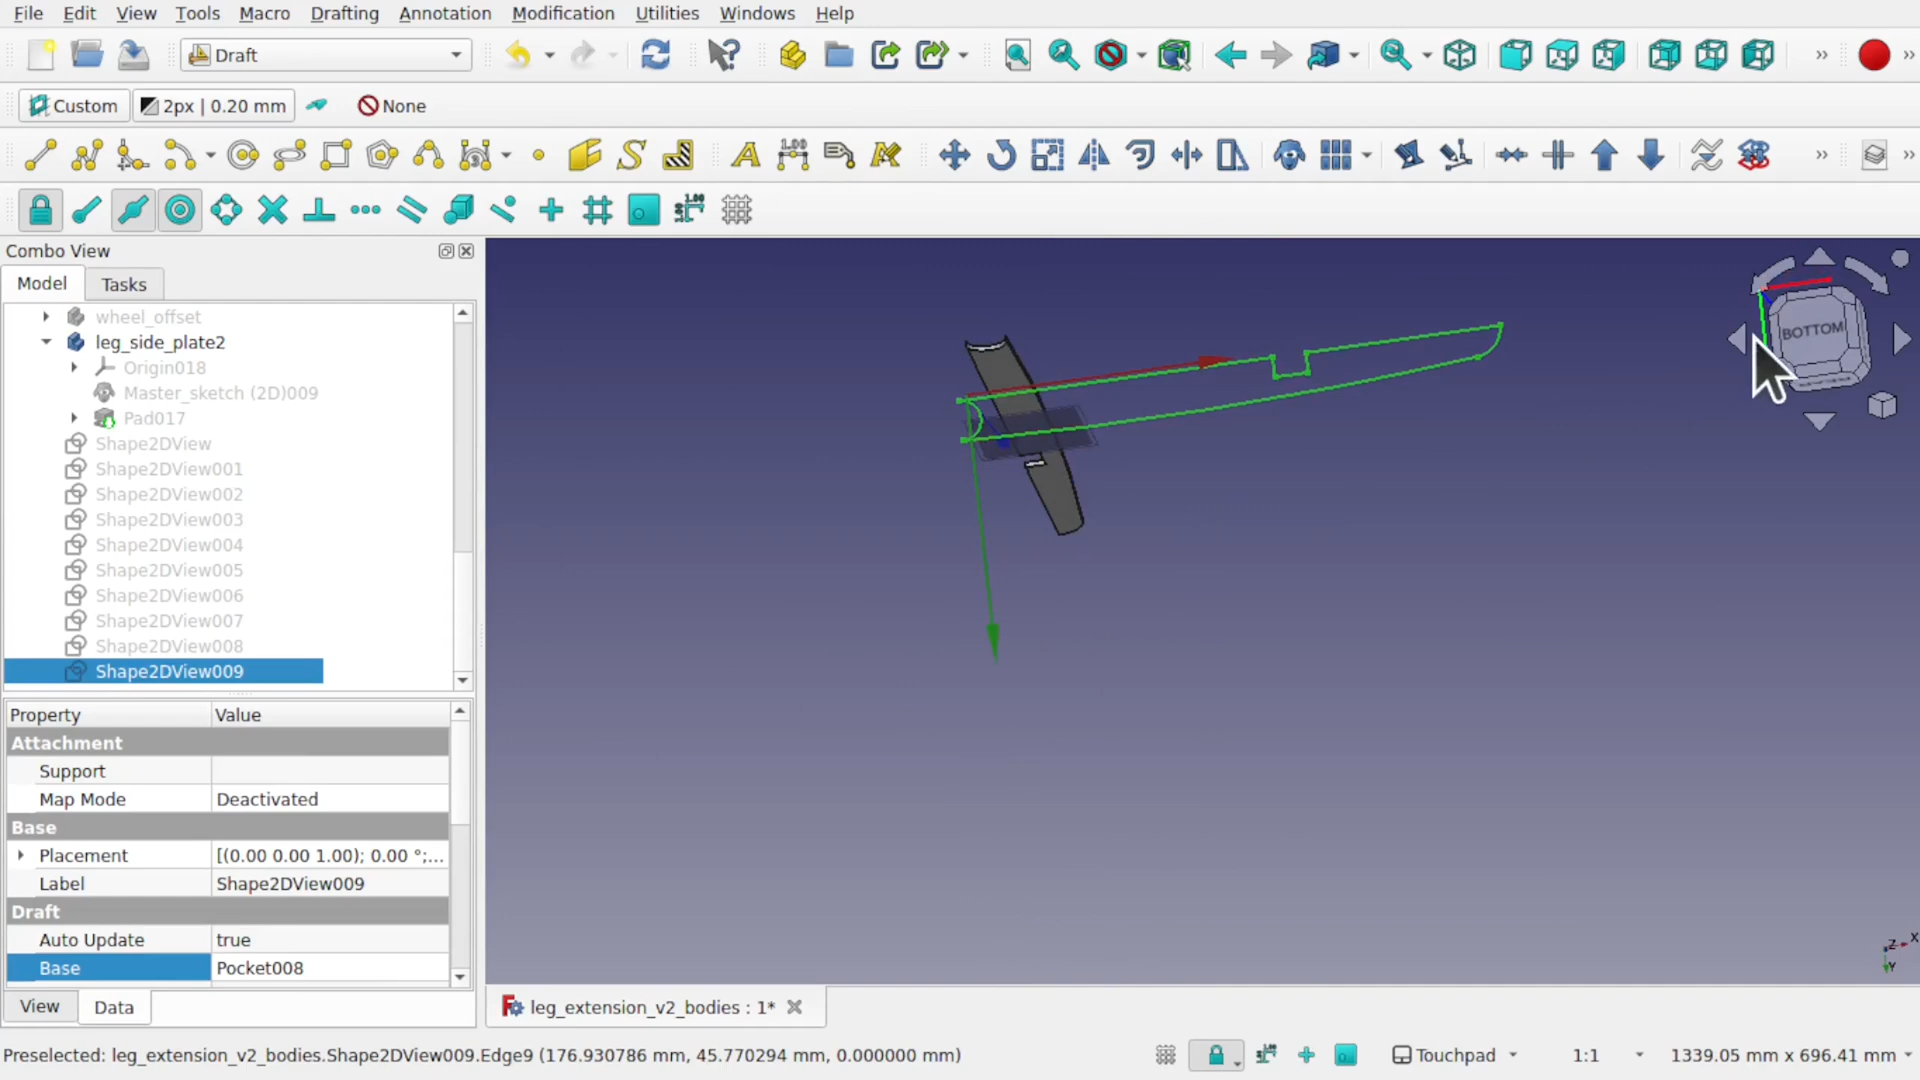 File Edit View Tools Macro Drafting Annotation Modification Utilities Windows Help
Draft
Custom 2px | 0.20 mm None
1.00
1.00
Combo View
Model Tasks
wheel_offset
leg_side_plate2
Origin018
Master_sketch (2D)009
Pad017
Shape2DView
Shape2DView001
Shape2DView002
Shape2DView003
Shape2DView004
Shape2DView005
Shape2DView006
Shape2DView007
Shape2DView008
Shape2DView009
Property Value
Attachment
Support
Map Mode Deactivated
Base
Placement [(0.00 0.00 1.00); 0.00 °;...
Label Shape2DView009
Draft
Auto Update true
Base Pocket008
View Data
BOTTOM
Z X
Y
leg_extension_v2_bodies : 1*
Preselected: leg_extension_v2_bodies.Shape2DView009.Edge9 (176.930786 mm, 45.770294 mm, 0.000000 mm)
Touchpad 1:1 1339.05 mm x 696.41 mm